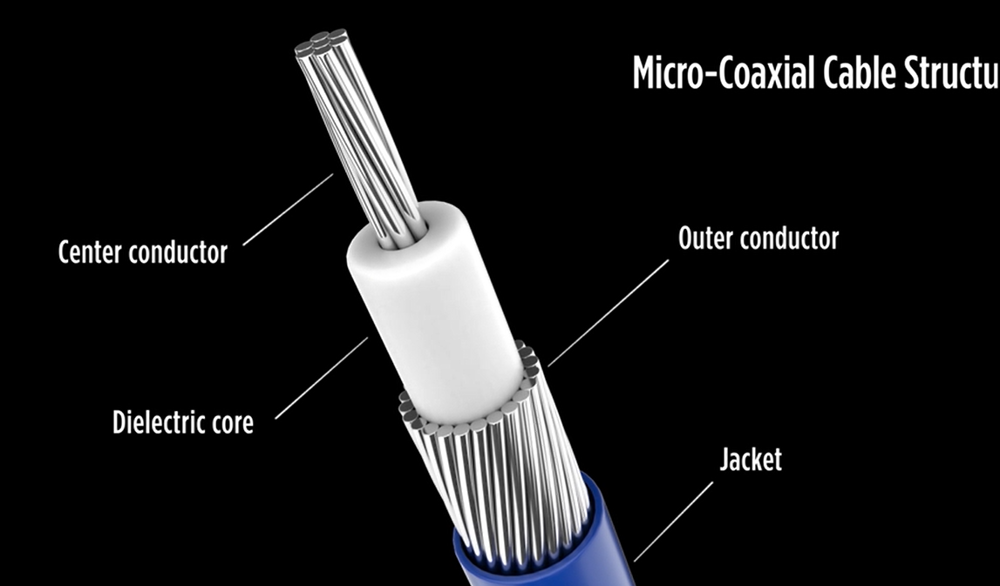 Micro-Coaxial Cable Structu
Center conductor
Outer conductor
Dielectric core
Jacket